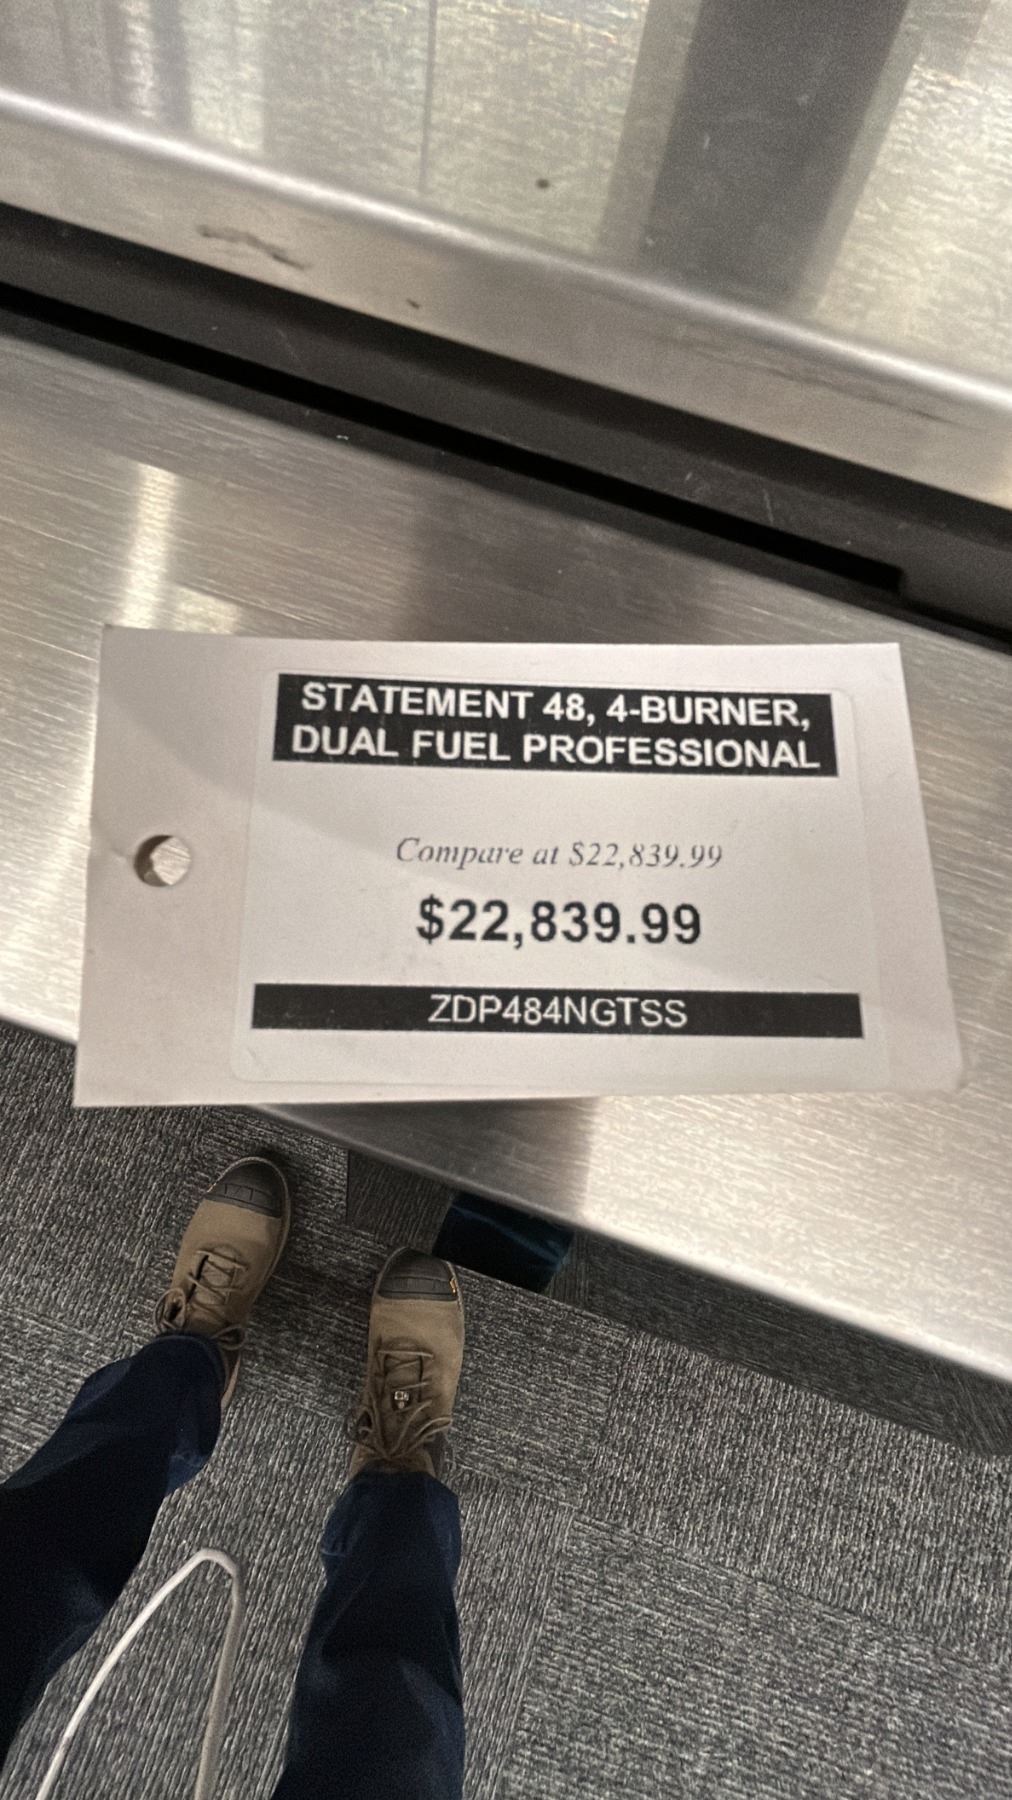 STATEMENT 48, 4-BURNER,
DUAL FUEL PROFESSIONAL
Compare at $22,839.99
$22,839.99
ZDP484NGTSS